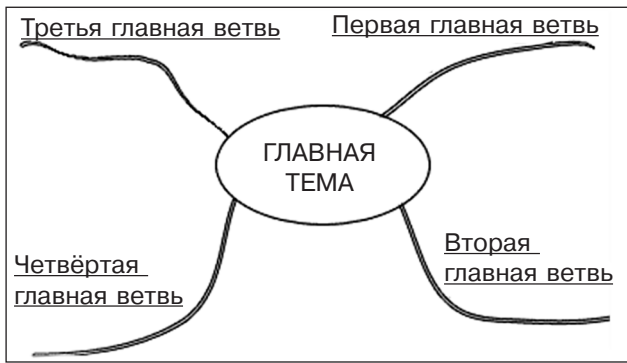 Третья главная ветвь
Первая главная ветвь
ГЛАВНАЯ
ТЕМА
Вторая
главная ветвь
Четвёртая
главная ветвь